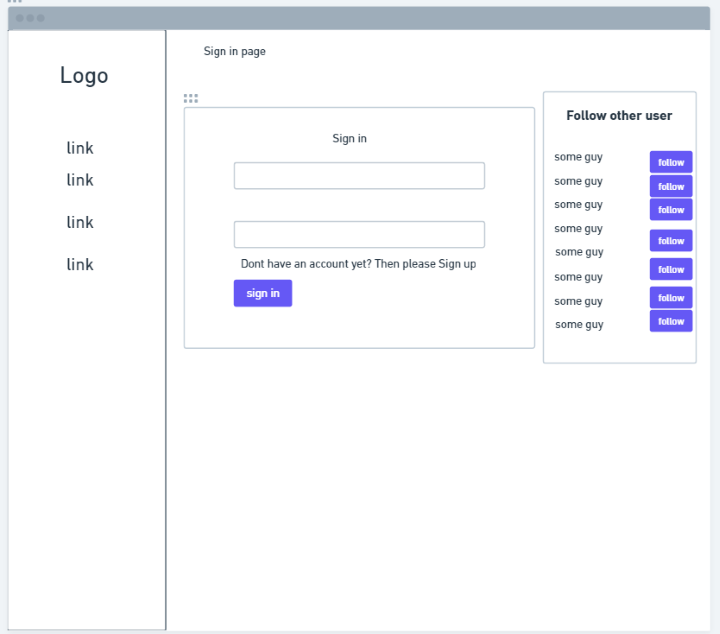 Sign in page
Logo
link
link
link
link
Sign in
Dont have an account yet? Then please Sign up
sign in
Follow other user
some guy follow
some guy follow
some guy follow
some guy follow
some guy follow
some guy follow
some guy follow
some guy